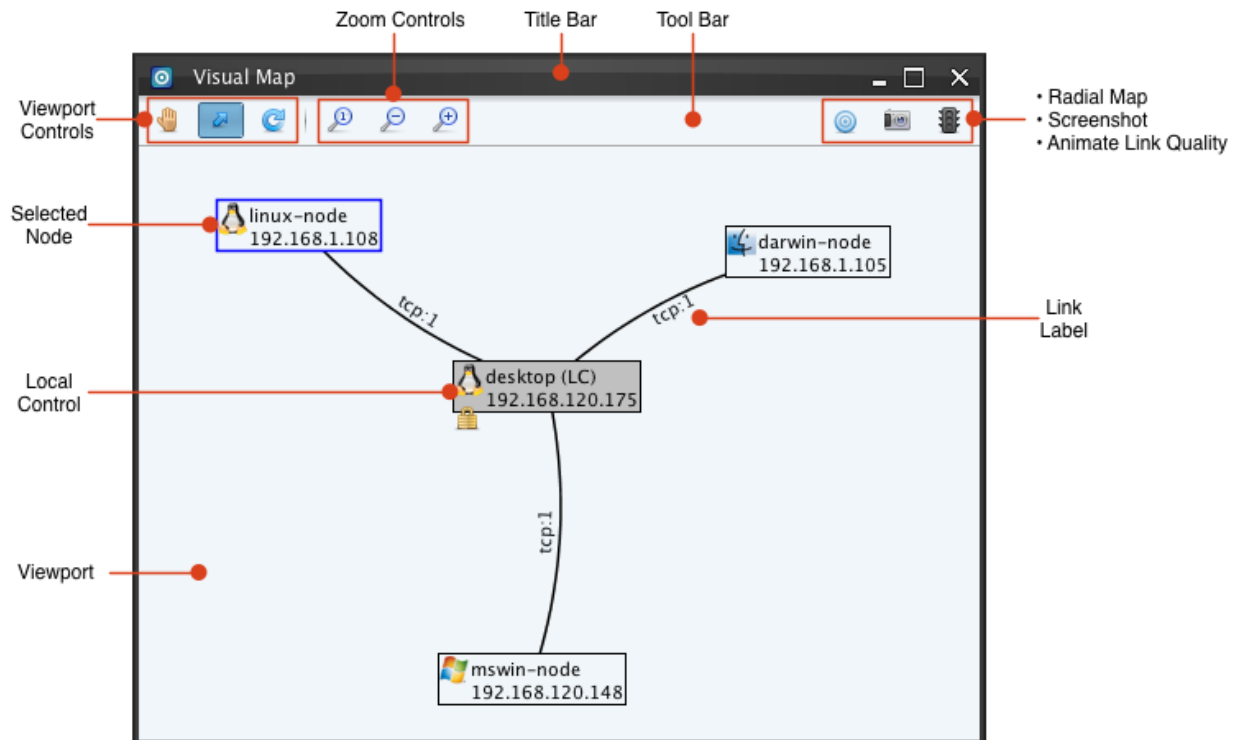 Zoom Controls
Title Bar
Tool Bar
Visual Map
Viewport
Controls
1
• Radial Map
• Screenshot
• Animate Link Quality
Selected
Node
linux-node
192.168.1.108
darwin-node
192.168.1.105
tcp:1
tcp:1
Link
Label
Local
Control
desktop (LC)
192.168.120.175
tcp:1
Viewport
mswin-node
192.168.120.148